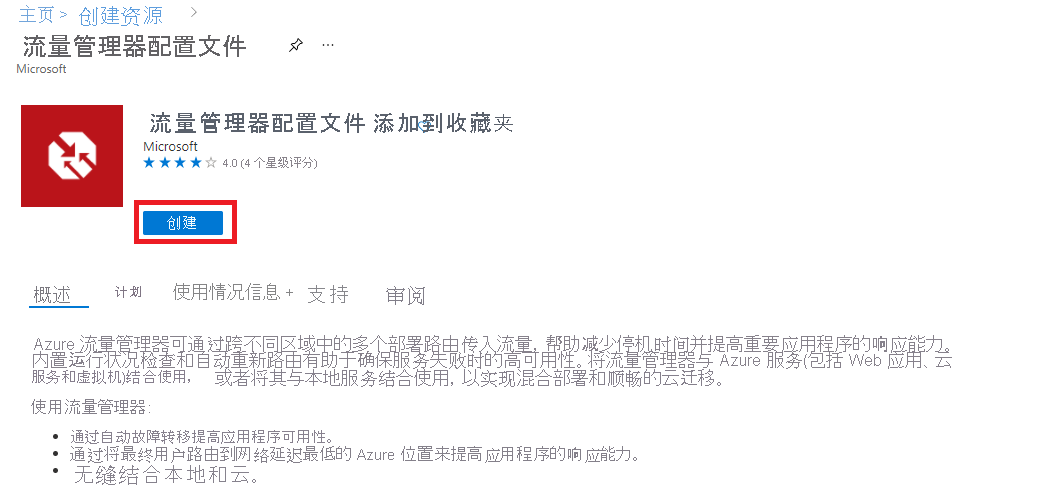 主页 > 创建资源 >
流量管理器配置文件 ...
Microsoft
流量管理器配置文件 添加到收藏夹
Microsoft
4.0 (4 个星级评分)
创建
概述 计划 使用情况信息 + 支持 审阅
Azure 流量管理器可通过跨不同区域中的多个部署路由传入流量, 帮助减少停机时间并提高重要应用程序的响应能力。
内置运行状况检查和自动重新路由有助于确保服务失败时的高可用性。将流量管理器与 Azure 服务(包括 Web 应用、云
服务和虚拟机)结合使用, 或者将其与本地服务结合使用, 以实现混合部署和顺畅的云迁移。
使用流量管理器:
• 通过自动故障转移提高应用程序可用性。
• 通过将最终用户路由到网络延迟最低的 Azure 位置来提高应用程序的响应能力。
• 无缝结合本地和云。